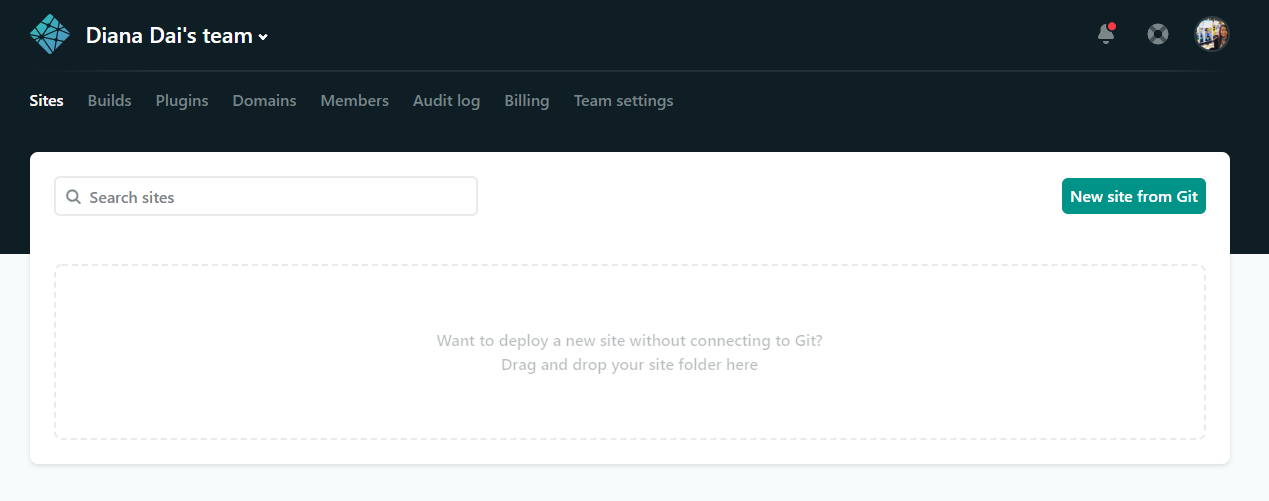 Diana Dai's team
Sites Builds Plugins Domains Members Audit log Billing Team settings
Search sites
New site from Git
Want to deploy a new site without connecting to Git?
Drag and drop your site folder here